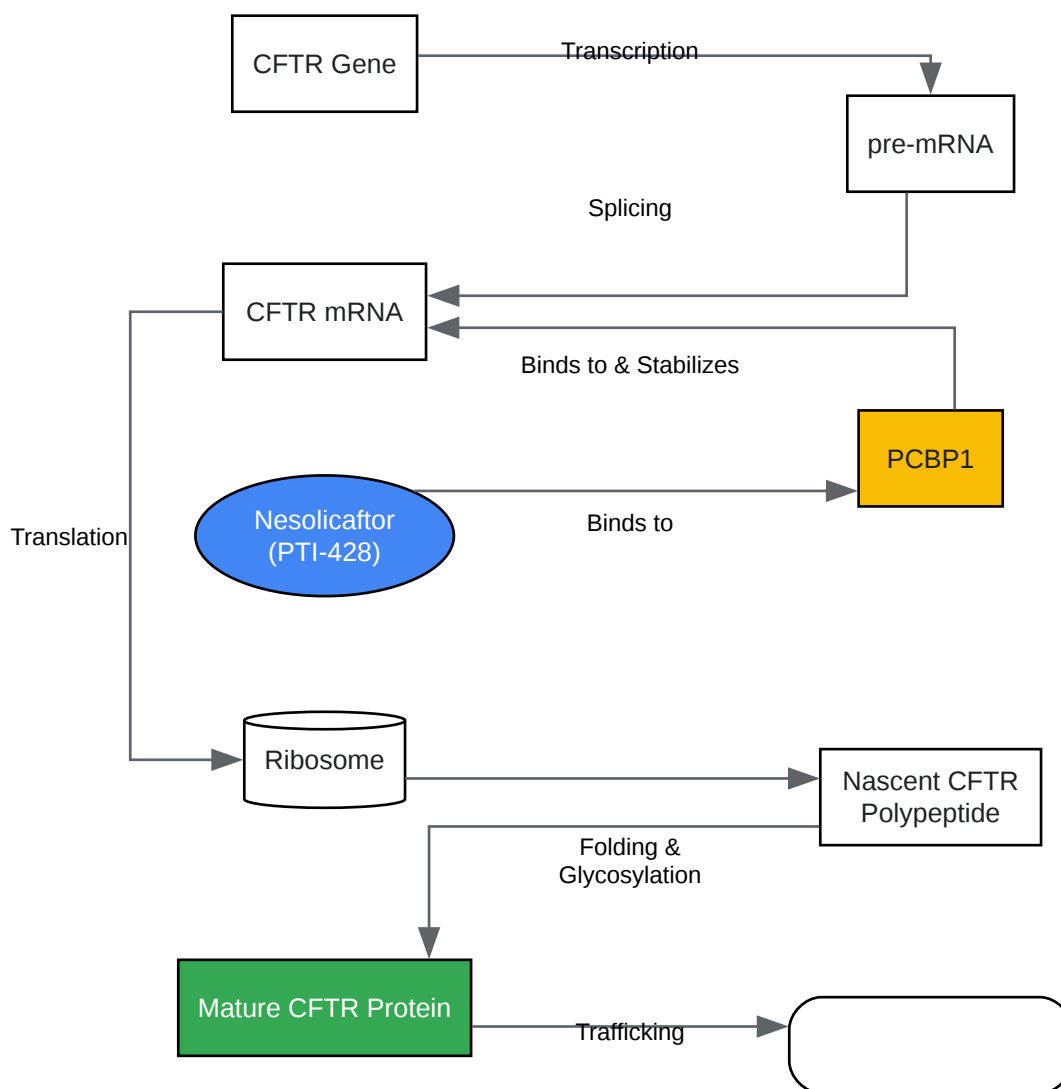 CFTR Gene
Transcription
pre-mRNA
Splicing
CFTR mRNA
Binds to & Stabilizes
PCBP1
Nesolicaftor
(PTI-428)
Binds to
Translation
Ribosome
Nascent CFTR
Polypeptide
Folding &
Glycosylation
Mature CFTR Protein
Trafficking